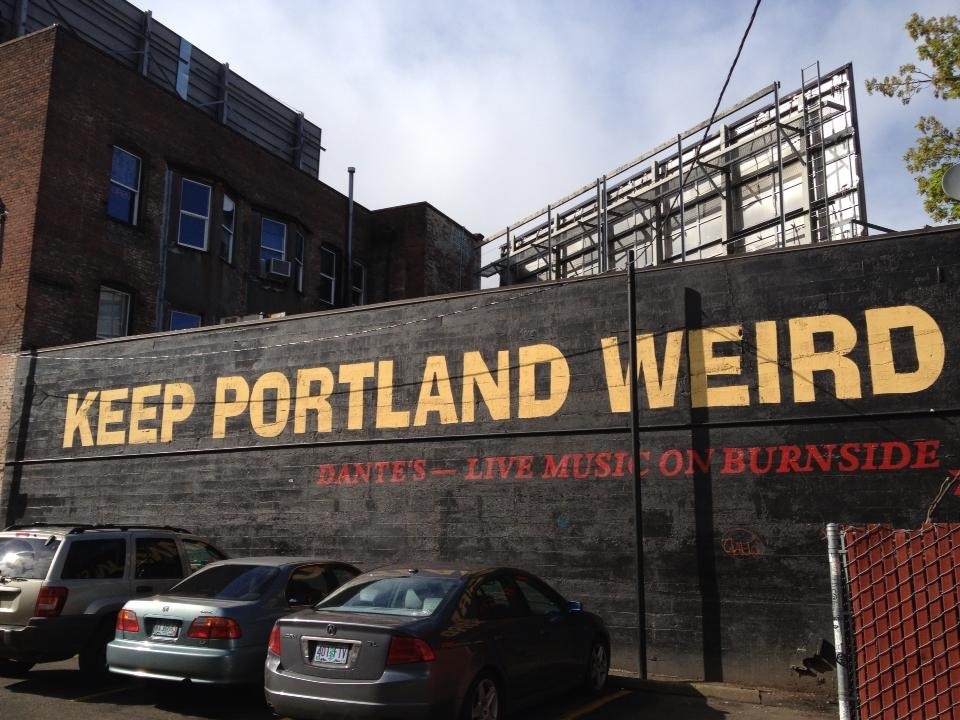 KEEP PORTLAND WEIRD
DANTE'S — LIVE MUSIC ON BURNSIDE